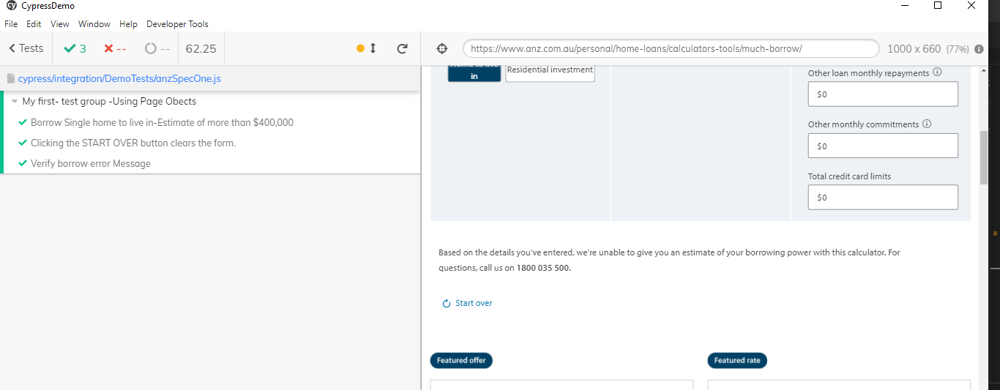 cy CypressDemo
File Edit View Window Help Developer Tools
Tests 3 -- -- 62.25
https://www.anz.com.au/personal/home-loans/calculators-tools/much-borrow/ 1000 x 660 (77%)
cypress/integration/DemoTests/anzSpecOne.js
My first- test group -Using Page Obects
Borrow Single home to live in-Estimate of more than $400,000
Clicking the START OVER button clears the form.
Verify borrow error Message
Home to live
in
Residential investment
Other loan monthly repayments
$0
Other monthly commitments
$0
Total credit card limits
$0
Based on the details you've entered, we're unable to give you an estimate of your borrowing power with this calculator. For
questions, call us on 1800 035 500.
Start over
Featured offer
Featured rate